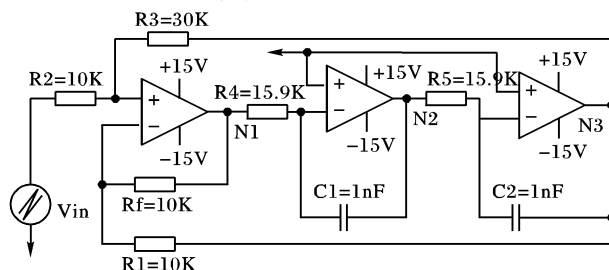 R3=30K
+15V
+15V
+15V
R2=10K
R4=15.9K
R5=15.9K
+
−
+
−
+
−
N1
N2
N3
−15V
−15V
−15V
Vin
Rf=10K
C1=1nF
C2=1nF
R1=10K